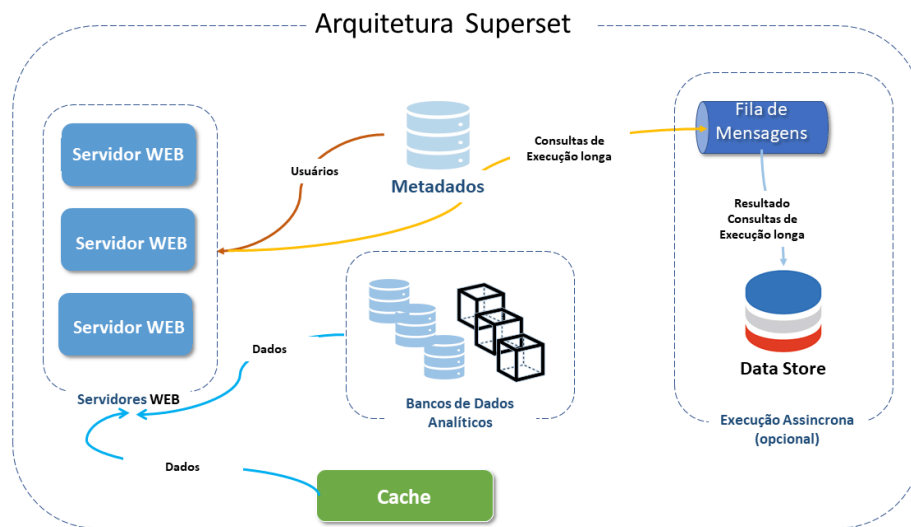 Arquitetura Superset
Servidor WEB
Servidor WEB
Servidor WEB
Servidores WEB
Usuários
Metadados
Consultas de
Execução longa
Fila de
Mensagens
Resultado
Consultas de
Execução longa
Data Store
Execução Assincrona
(opcional)
Dados
Bancos de Dados
Analíticos
Dados
Cache